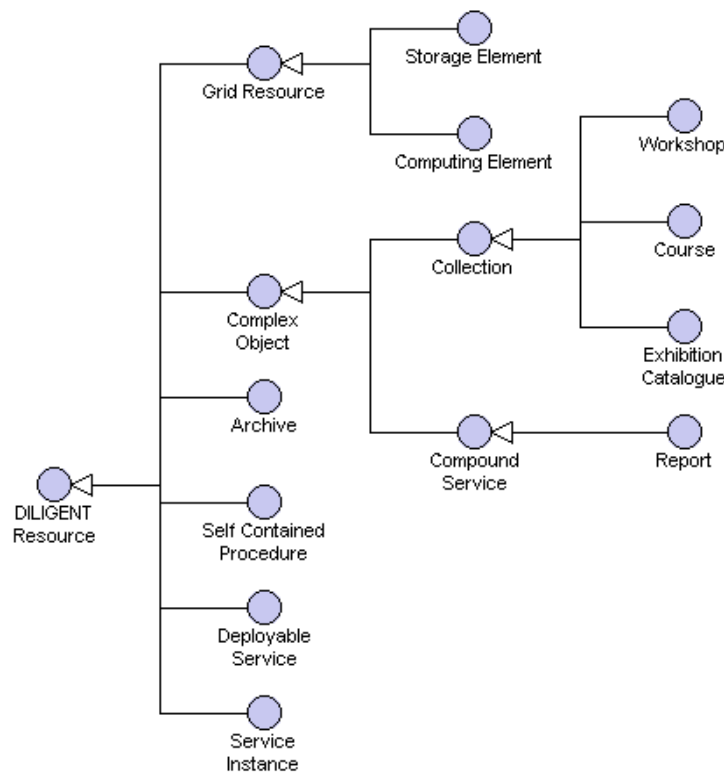 Storage Element
Grid Resource
Computing Element
Workshop
Collection
Course
Complex
Object
Exhibition
Catalogue
Archive
Compound
Service
Report
DILIGENT
Resource
Self Contained
Procedure
Deployable
Service
Service
Instance